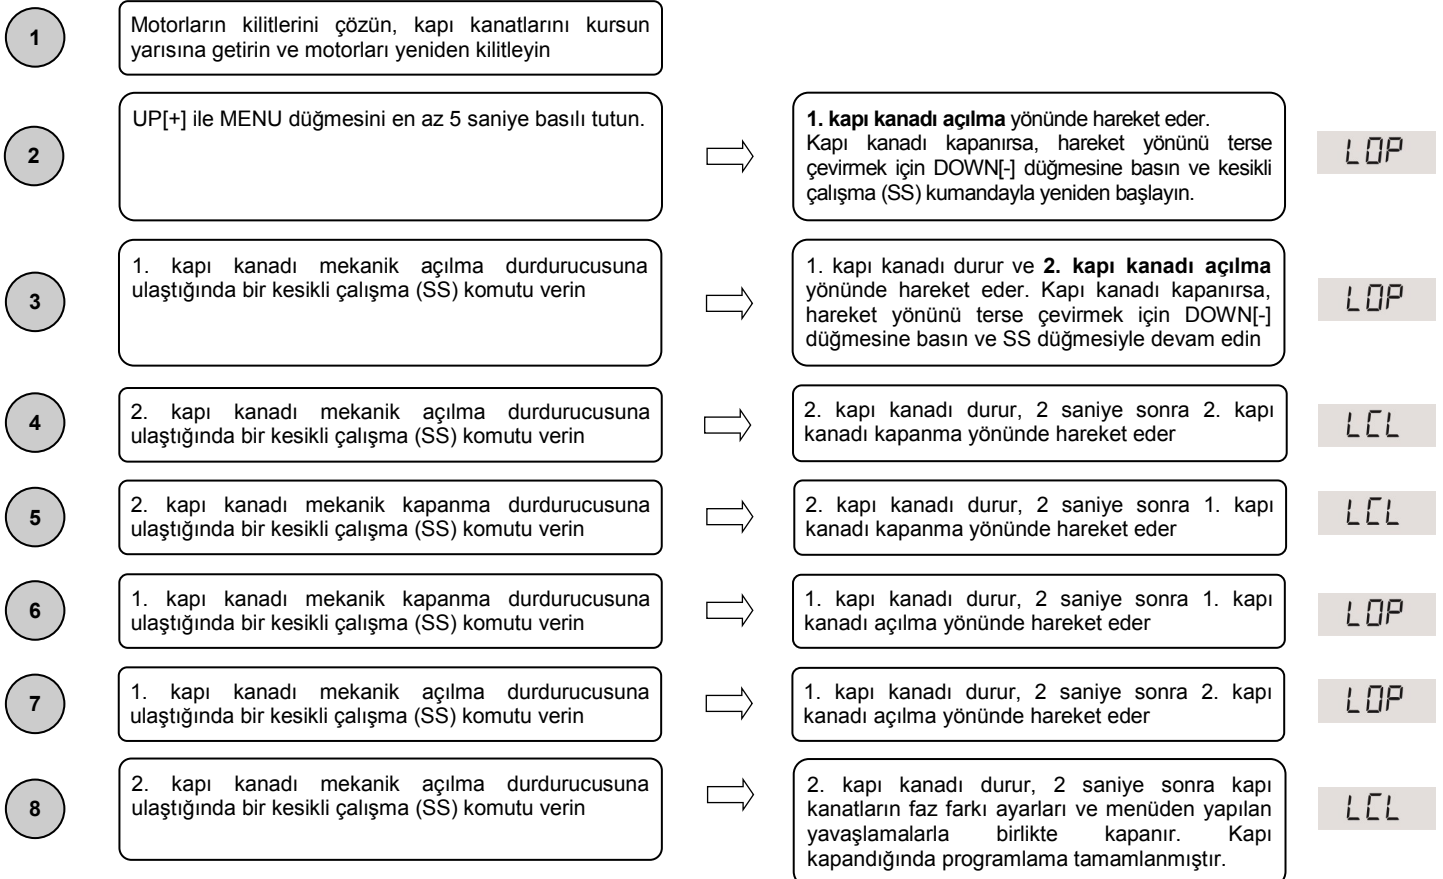 1
Motorların kilitlerini çözün, kapı kanatlarını kursun
yarısına getirin ve motorları yeniden kilitleyin
2
UP[+] ile MENU düğmesini en az 5 saniye basılı tutun.
1. kapı kanadı açılma yönünde hareket eder.
Kapı kanadı kapanırsa, hareket yönünü terse
çevirmek için DOWN[-] düğmesine basın ve kesikli
çalışma (SS) kumandayla yeniden başlayın.
LOP
3
1. kapı kanadı mekanik açılma durdurucusuna
ulaştığında bir kesikli çalışma (SS) komutu verin
1. kapı kanadı durur ve 2. kapı kanadı açılma
yönünde hareket eder. Kapı kanadı kapanırsa,
hareket yönünü terse çevirmek için DOWN[-]
düğmesine basın ve SS düğmesiyle devam edin
LOP
4
2. kapı kanadı mekanik açılma durdurucusuna
ulaştığında bir kesikli çalışma (SS) komutu verin
2. kapı kanadı durur, 2 saniye sonra 2. kapı
kanadı kapanma yönünde hareket eder
LCL
5
2. kapı kanadı mekanik kapanma durdurucusuna
ulaştığında bir kesikli çalışma (SS) komutu verin
2. kapı kanadı durur, 2 saniye sonra 1. kapı
kanadı kapanma yönünde hareket eder
LCL
6
1. kapı kanadı mekanik kapanma durdurucusuna
ulaştığında bir kesikli çalışma (SS) komutu verin
1. kapı kanadı durur, 2 saniye sonra 1. kapı
kanadı açılma yönünde hareket eder
LOP
7
1. kapı kanadı mekanik açılma durdurucusuna
ulaştığında bir kesikli çalışma (SS) komutu verin
1. kapı kanadı durur, 2 saniye sonra 2. kapı
kanadı açılma yönünde hareket eder
LOP
8
2. kapı kanadı mekanik açılma durdurucusuna
ulaştığında bir kesikli çalışma (SS) komutu verin
2. kapı kanadı durur, 2 saniye sonra kapı
kanatların faz farkı ayarları ve menüden yapılan
yavaşlamalarla birlikte kapanır. Kapı
kapandığında programlama tamamlanmıştır.
LCL